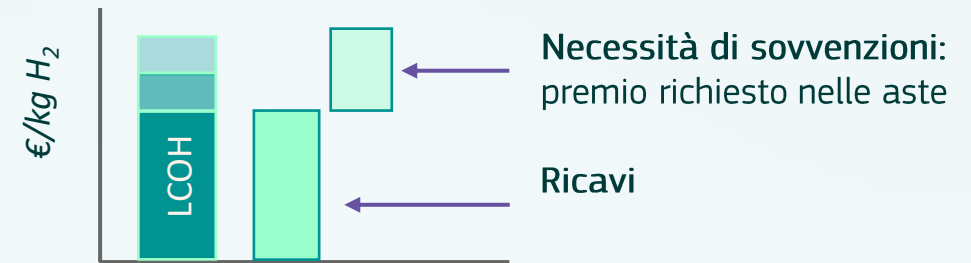 €/kg H₂
LCOH
Necessità di sovvenzioni:
premio richiesto nelle aste
Ricavi